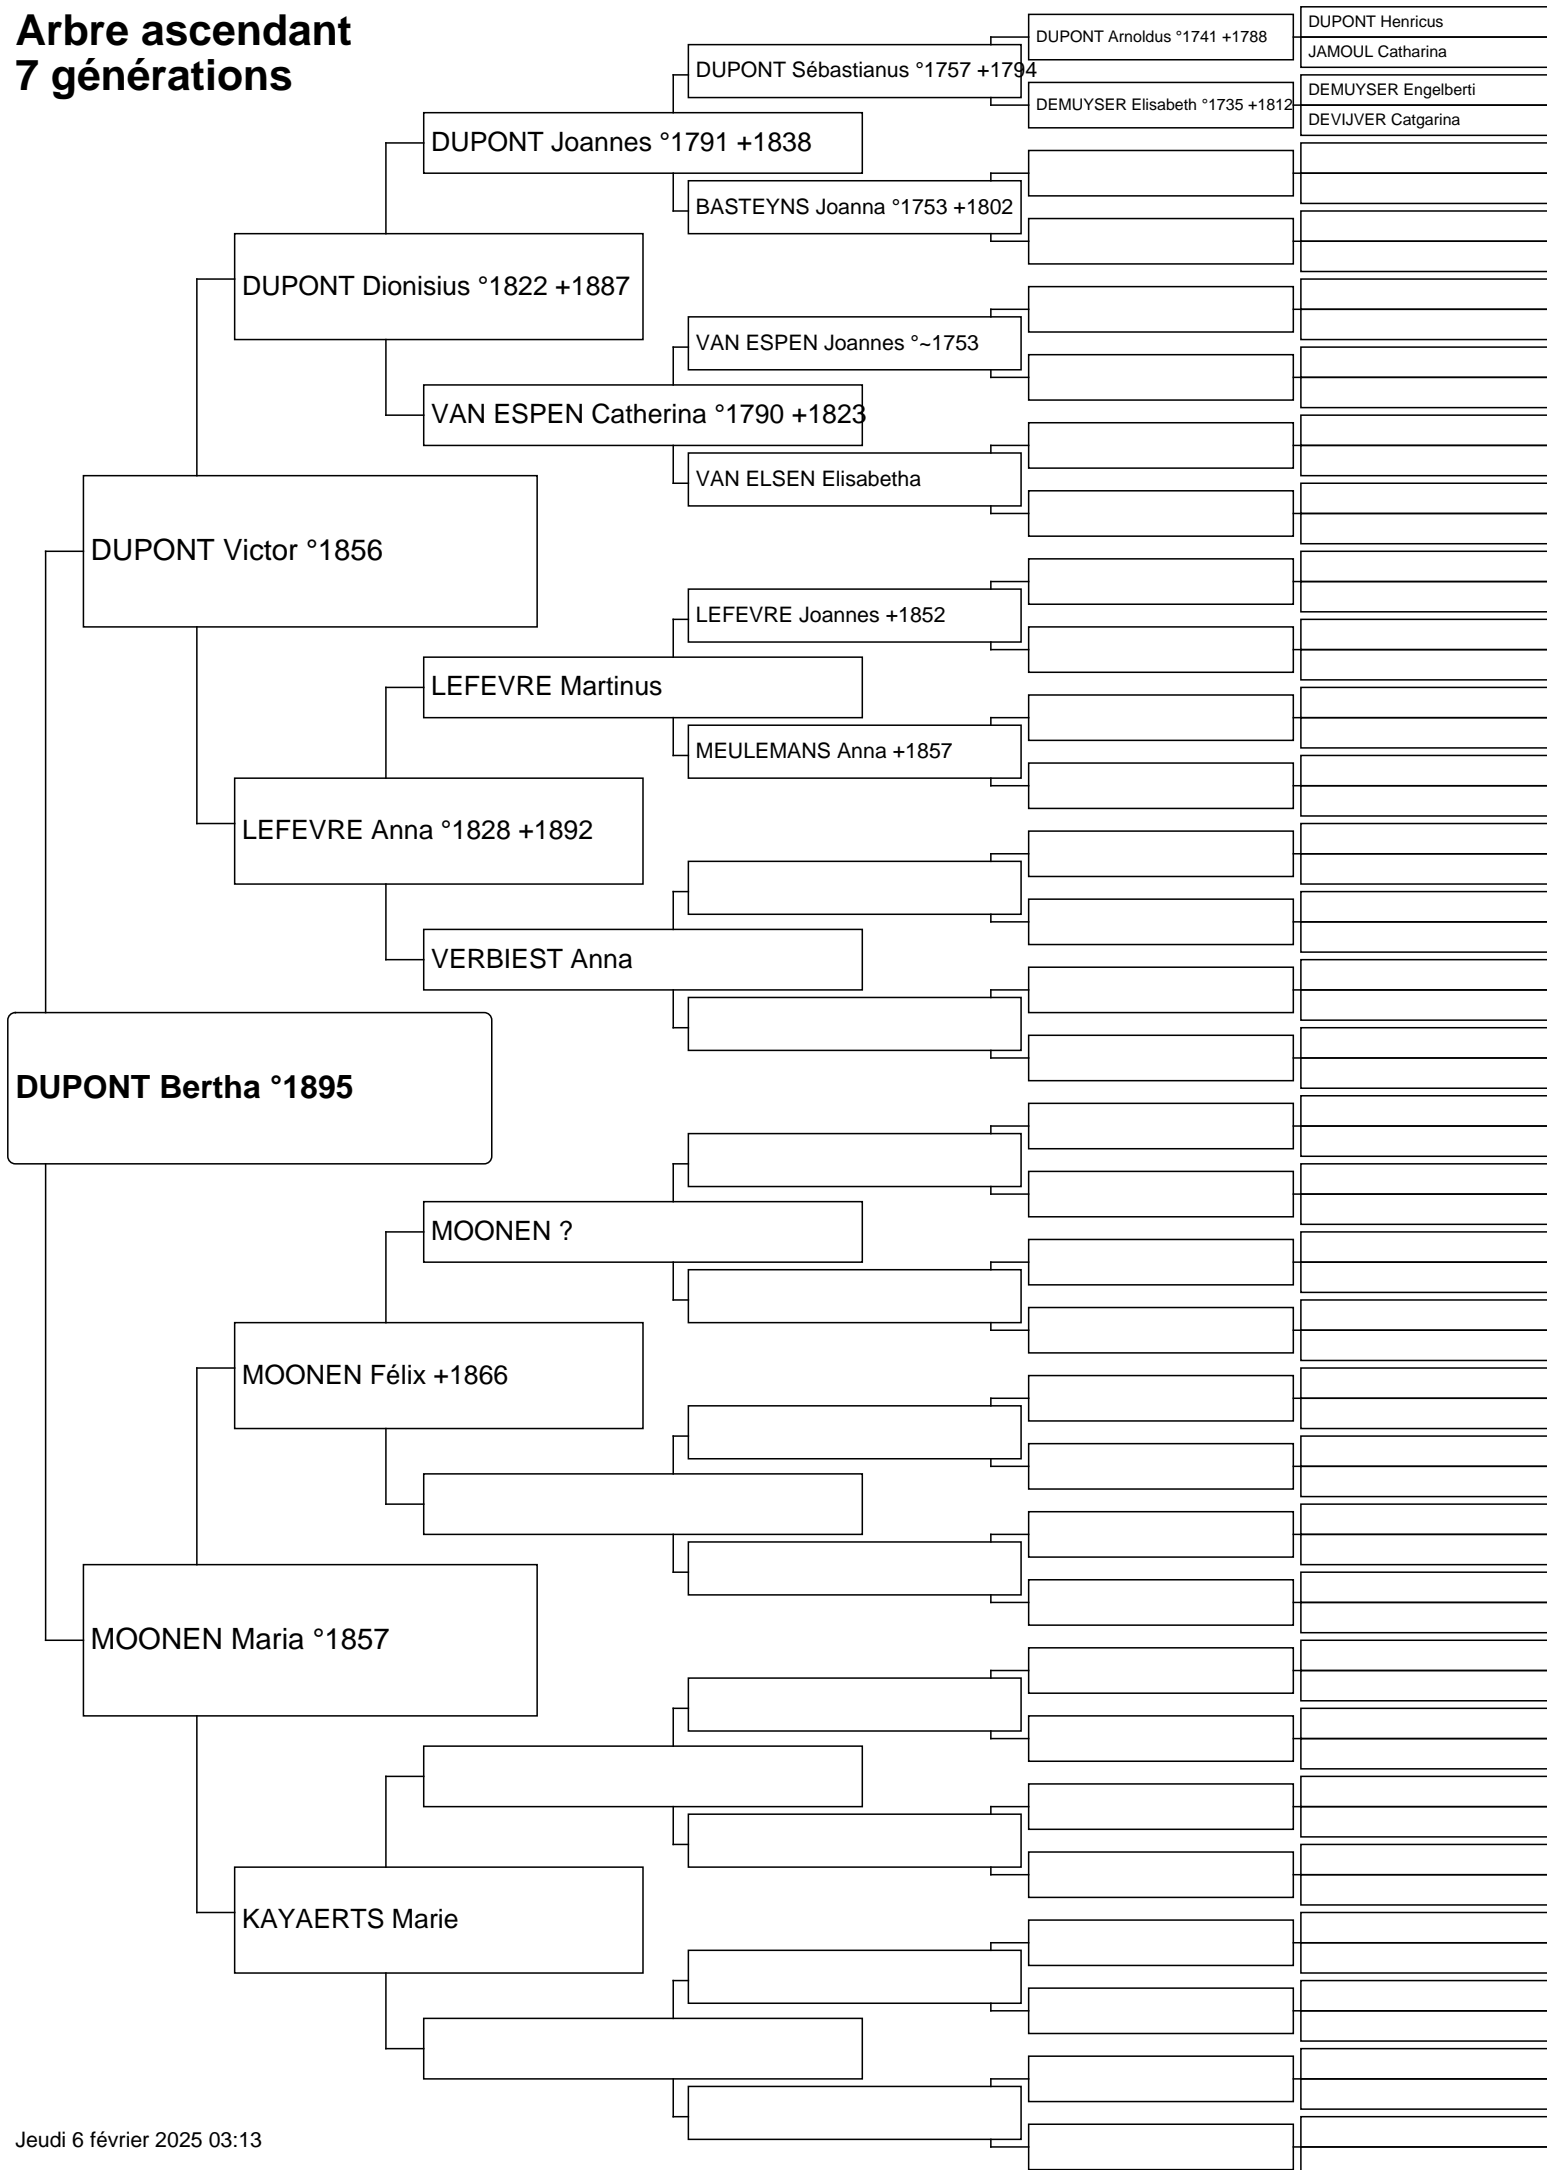 Arbre ascendant
7 générations
DUPONT Henricus
DUPONT Arnoldus °1741 +1788
JAMOUL Catharina
DUPONT Sébastianus °1757 +1794
DEMUYSER Engelberti
DEMUYSER Elisabeth °1735 +1812
DEVIJVER Catgarina
DUPONT Joannes °1791 +1838
BASTEYNS Joanna °1753 +1802
DUPONT Dionisius °1822 +1887
VAN ESPEN Joannes °~1753
VAN ESPEN Catherina °1790 +1823
VAN ELSEN Elisabetha
DUPONT Victor °1856
LEFEVRE Joannes +1852
LEFEVRE Martinus
MEULEMANS Anna +1857
LEFEVRE Anna °1828 +1892
VERBIEST Anna
DUPONT Bertha °1895
MOONEN ?
MOONEN Félix +1866
MOONEN Maria °1857
KAYAERTS Marie
Jeudi 6 février 2025 03:13